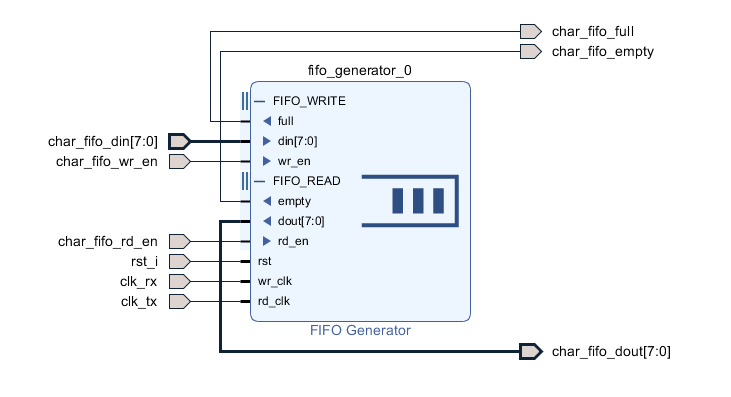 char_fifo_full
char_fifo_empty
fifo_generator_0
FIFO_WRITE
full
char_fifo_din[7:0]
din[7:0]
char_fifo_wr_en
wr_en
FIFO_READ
empty
dout[7:0]
char_fifo_rd_en
rd_en
rst_i
rst
clk_rx
wr_clk
clk_tx
rd_clk
FIFO Generator
char_fifo_dout[7:0]